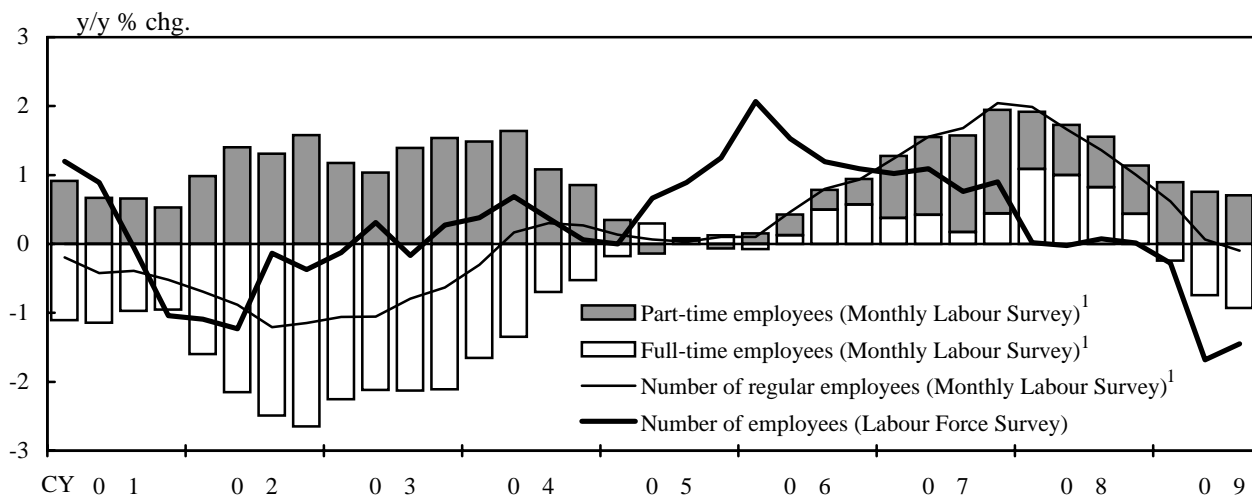 y/y % chg.
3
2
1
0
-1
-2
-3
Part-time employees (Monthly Labour Survey)1
Full-time employees (Monthly Labour Survey)1
Number of regular employees (Monthly Labour Survey)1
Number of employees (Labour Force Survey)
CY 0 1 0 2 0 3 0 4 0 5 0 6 0 7 0 8 0 9